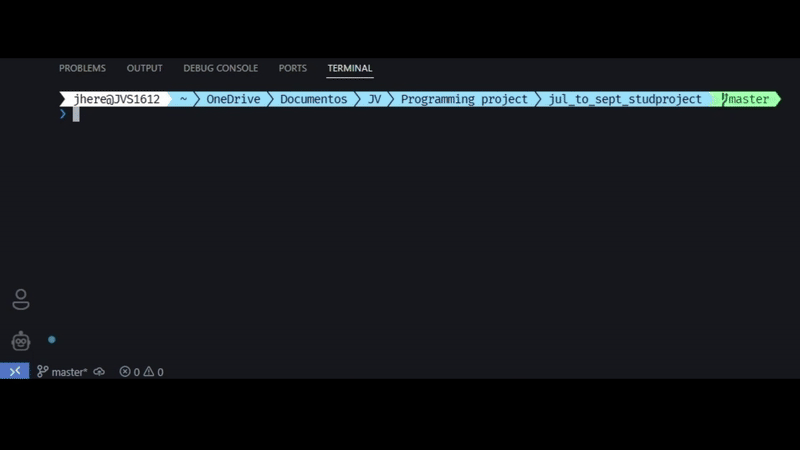 PROBLEMS OUTPUT DEBUG CONSOLE PORTS TERMINAL
jhere@JVS1612 ~ OneDrive Documentos JV Programming project jul_to_sept_studproject master
❯
master* 0 0